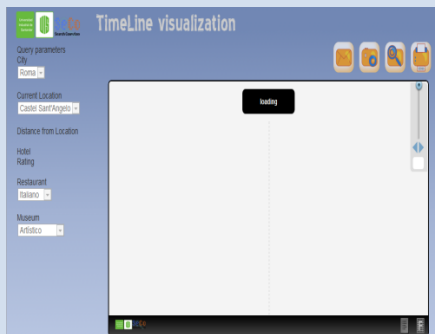 SeCo
TimeLine visualization
Query parameters
City
Roma
Current Location
Castel Sant'Angelo
Distance from Location
Hotel
Rating
Restaurant
Italiano
Museum
Artistico
loading